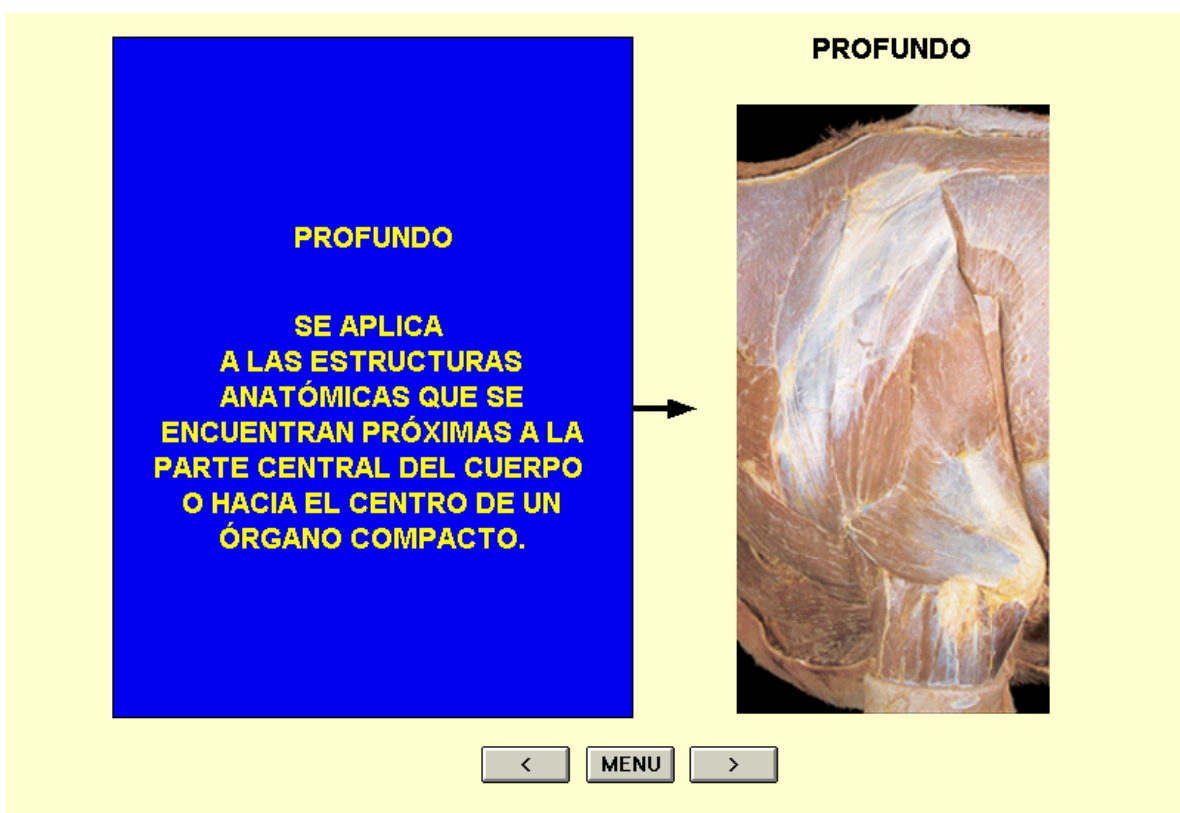 PROFUNDO
PROFUNDO
SE APLICA
A LAS ESTRUCTURAS
ANATÓMICAS QUE SE
ENCUENTRAN PRÓXIMAS A LA
PARTE CENTRAL DEL CUERPO
O HACIA EL CENTRO DE UN
ÓRGANO COMPACTO.
<
MENU
>